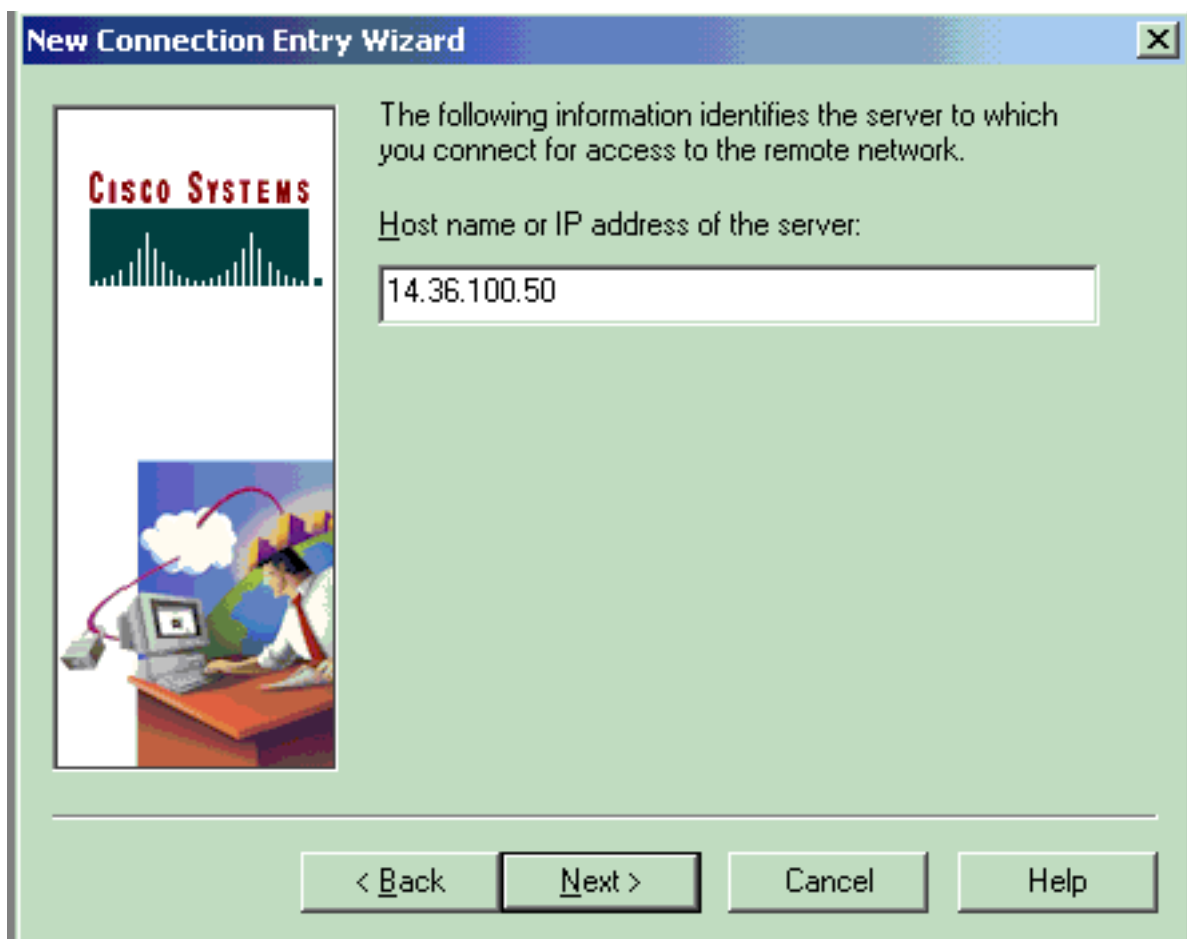 New Connection Entry Wizard
CISCO SYSTEMS
The following information identifies the server to which
you connect for access to the remote network.
Host name or IP address of the server:
14.36.100.50
< Back
Next >
Cancel
Help